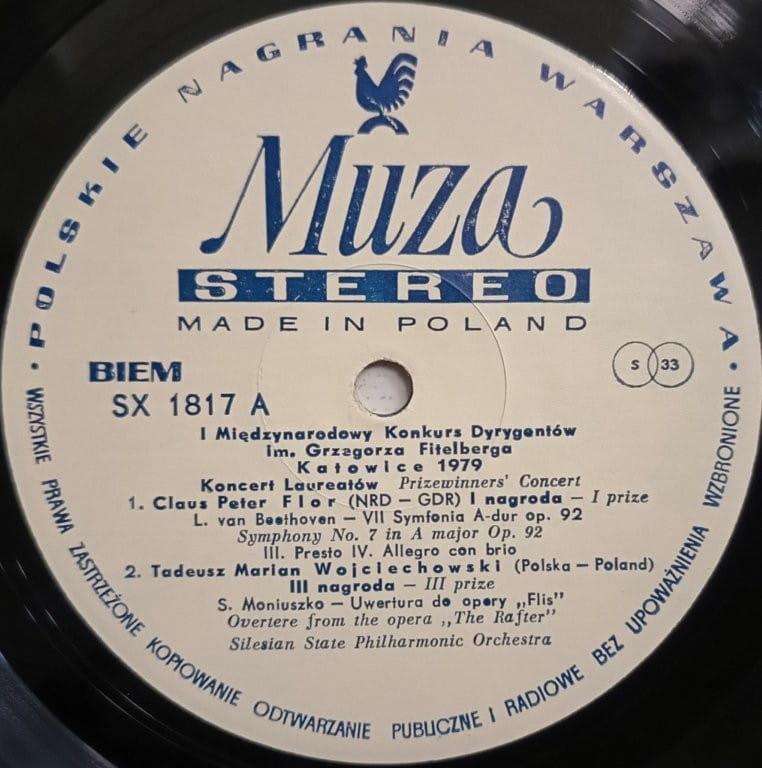 • POLSKIE NAGRANIA WARSZAWA •
Muza
STEREO
MADE IN POLAND
BIEM
S 33
SX 1817 A
I Międzynarodowy Konkurs Dyrygentów
im. Grzegorza Fitelberga
Katowice 1979
Koncert Laureatów Prizewinners' Concert
1. Claus Peter Flor (NRD – GDR) I nagroda – I prize
L. van Beethoven – VII Symfonia A-dur op. 92
Symphony No. 7 in A major Op. 92
III. Presto IV. Allegro con brio
2. Tadeusz Marian Wojciechowski (Polska – Poland)
III nagroda – III prize
S. Moniuszko – Uwertura do opery „Flis”
Overtere from the opera „The Rafter”
Silesian State Philharmonic Orchestra
WSZYSTKIE PRAWA ZASTRZEŻONE KOPIOWANIE ODTWARZANIE PUBLICZNE I RADIOWE BEZ UPOWAŻNIENIA WZBRONIONE